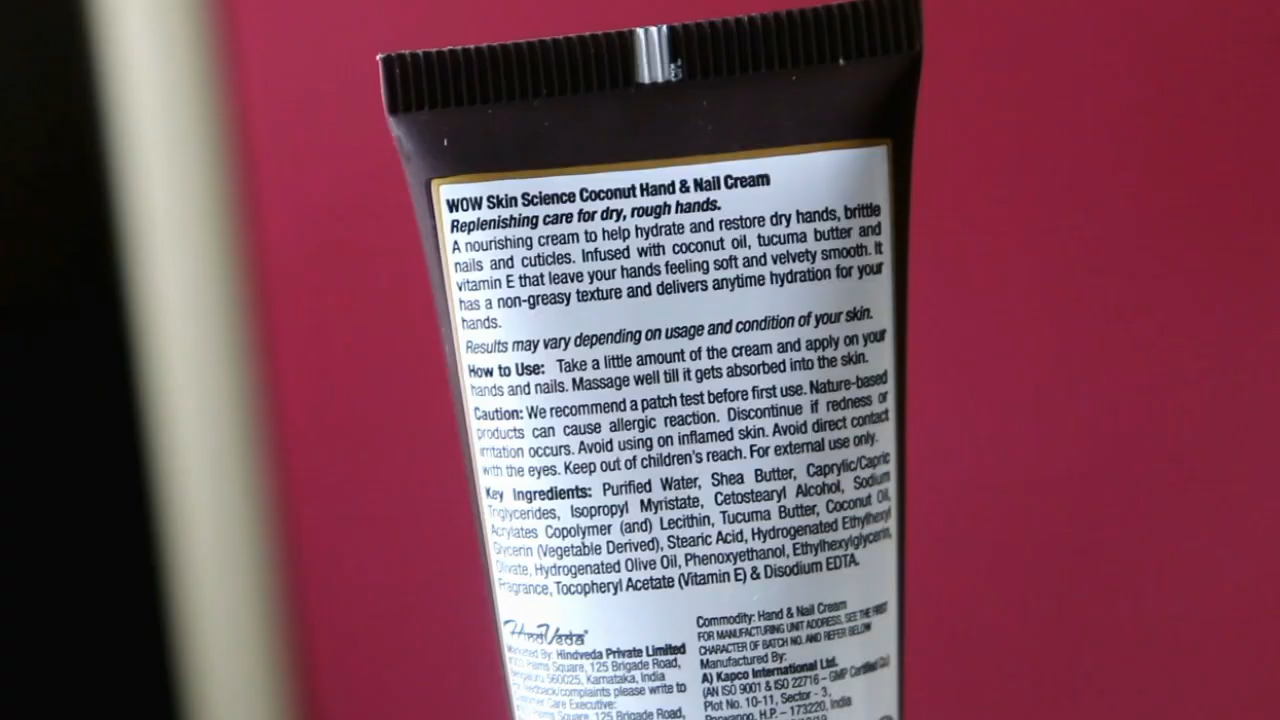 WOW Skin Science Coconut Hand & Nail Cream
Replenishing care for dry, rough hands.
A nourishing cream to help hydrate and restore dry hands, brittle
nails and cuticles. Infused with coconut oil, tucuma butter and
vitamin E that leave your hands feeling soft and velvety smooth. It
has a non-greasy texture and delivers anytime hydration for your
hands.
Results may vary depending on usage and condition of your skin.
How to Use: Take a little amount of the cream and apply on your
hands and nails. Massage well till it gets absorbed into the skin.
Caution: We recommend a patch test before first use. Nature-based
products can cause allergic reaction. Discontinue if redness or
irritation occurs. Avoid using on inflamed skin. Avoid direct contact
with the eyes. Keep out of children's reach. For external use only.
Key Ingredients: Purified Water, Shea Butter, Caprylic/Capric
Triglycerides, Isopropyl Myristate, Cetostearyl Alcohol, Sodium
Acrylates Copolymer (and) Lecithin, Tucuma Butter, Coconut Oil,
Glycerin (Vegetable Derived), Stearic Acid, Hydrogenated Ethylhexyl
Olivate, Hydrogenated Olive Oil, Phenoxyethanol, Ethylhexylglycerin,
Fragrance, Tocopheryl Acetate (Vitamin E) & Disodium EDTA.
HindVeda
Marketed By: Hindveda Private Limited
Square, 125 Brigade Road,
Bengaluru 560025, Karnataka, India
For feedback/complaints please write to
Customer Care Executive:
Square, 125 Brigade Road,
Commodity: Hand & Nail Cream
FOR MANUFACTURING UNIT ADDRESS, SEE THE FIRST
CHARACTER OF BATCH NO. AND REFER BELOW
Manufactured By:
A) Kapco International Ltd.
(AN ISO 9001 & ISO 22716 – GMP Certified Co)
Plot No. 10-11, Sector - 3,
Parwanoo, H.P. – 173220, India